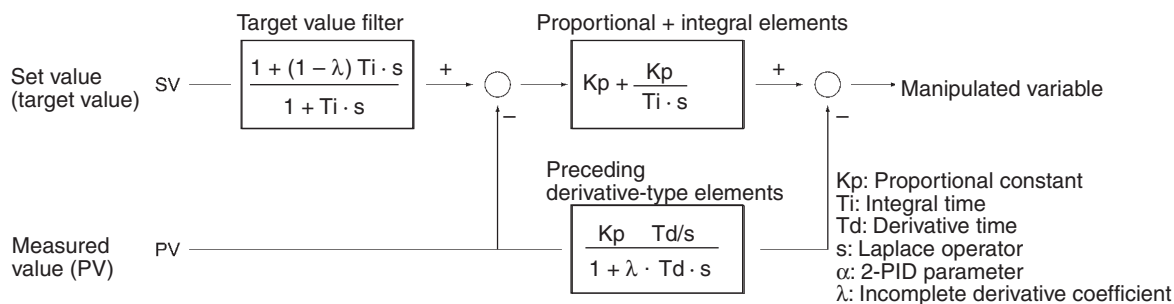 Target value filter
Proportional + integral elements
Set value
(target value)
SV
1 + (1 – λ) Ti · s
1 + Ti · s
+
–
Kp +
Kp
Ti · s
+
–
Manipulated variable
Preceding
derivative-type elements
Measured
value (PV)
PV
Kp Td/s
1 + λ · Td · s
Kp: Proportional constant
Ti: Integral time
Td: Derivative time
s: Laplace operator
α: 2-PID parameter
λ: Incomplete derivative coefficient